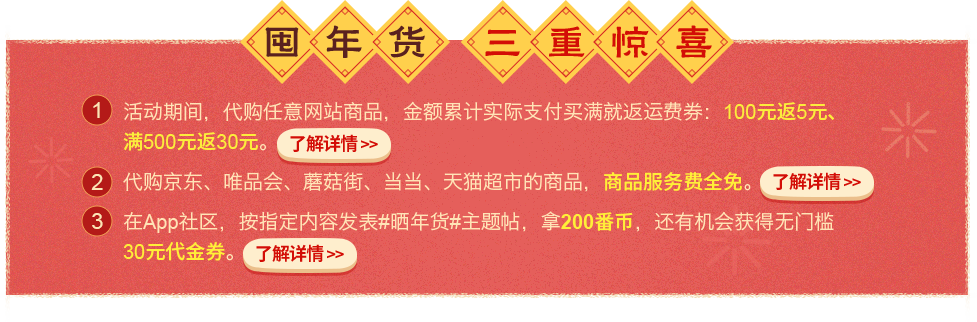 囤年货 三重惊喜
1 活动期间，代购任意网站商品，金额累计实际支付买满就返运费券：100元返5元、
满500元返30元。 了解详情>>
2 代购京东、唯品会、蘑菇街、当当、天猫超市的商品，商品服务费全免。 了解详情>>
3 在App社区，按指定内容发表#晒年货#主题帖，拿200番币，还有机会获得无门槛
30元代金券。 了解详情>>